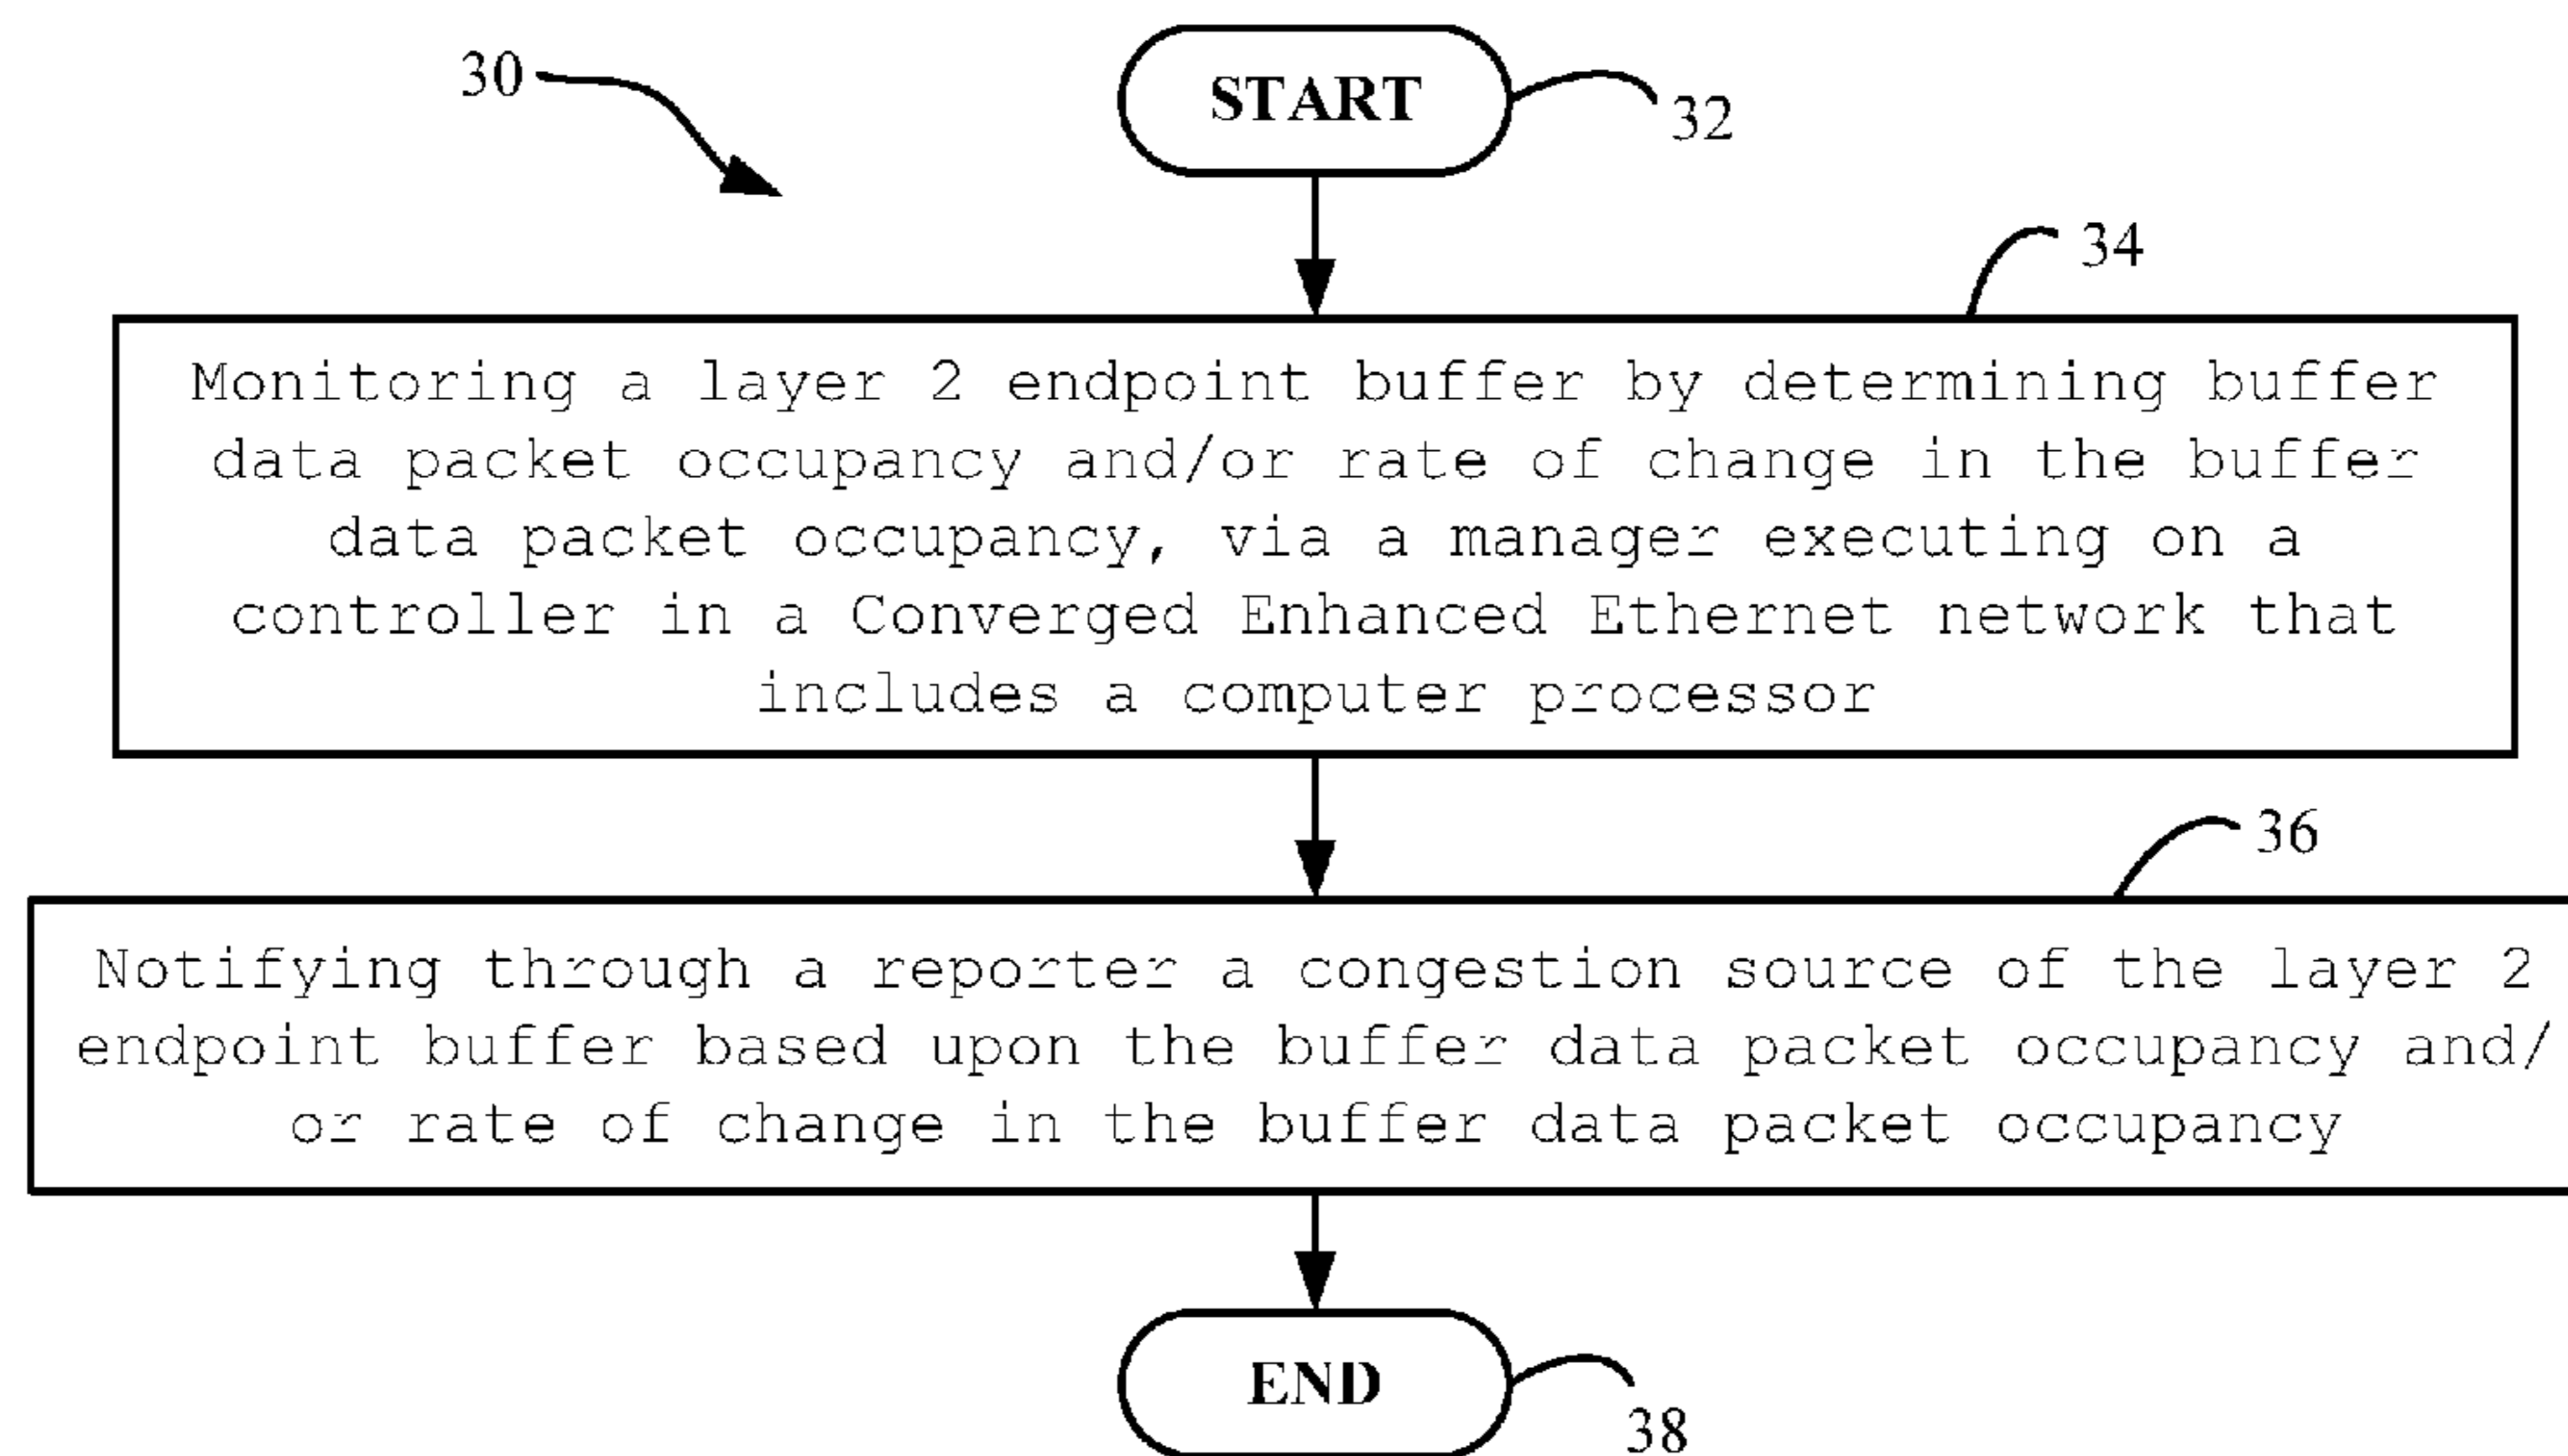 30
START
32
34
Monitoring a layer 2 endpoint buffer by determining buffer
data packet occupancy and/or rate of change in the buffer
data packet occupancy, via a manager executing on a
controller in a Converged Enhanced Ethernet network that
includes a computer processor
36
Notifying through a reporter a congestion source of the layer 2
endpoint buffer based upon the buffer data packet occupancy and/
or rate of change in the buffer data packet occupancy
END
38